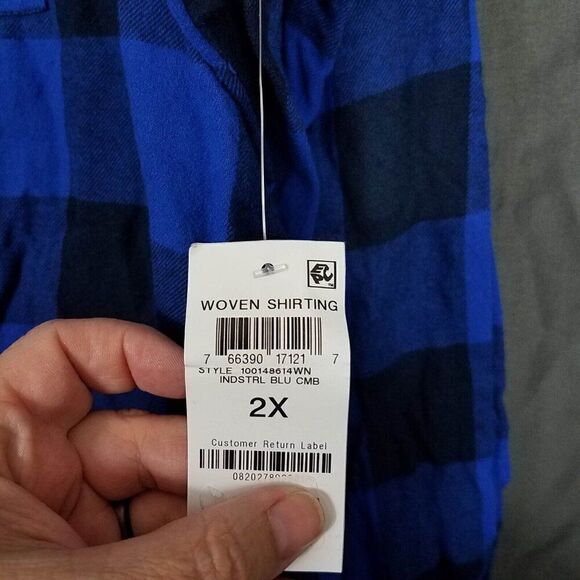 WOVEN SHIRTING
7 66390 17121 7
STYLE 100148614WN
INDSTRL BLU CMB
2X
Customer Return Label